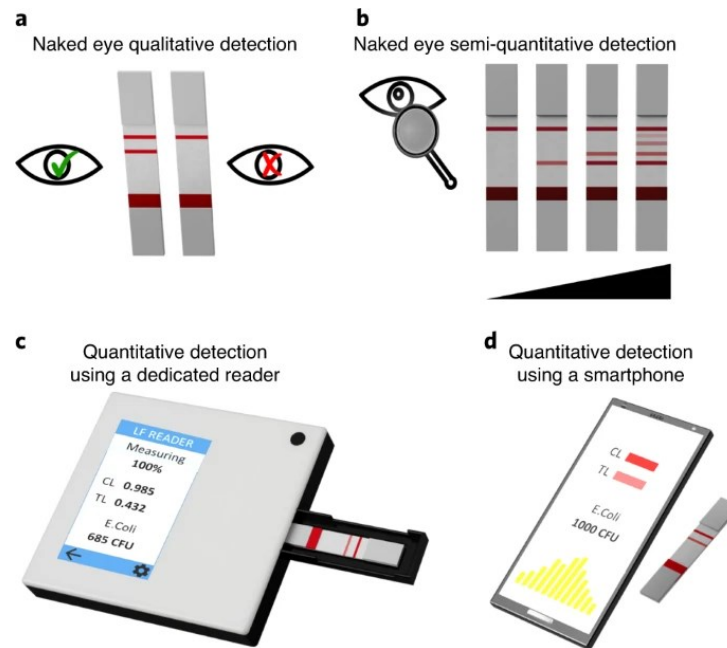 a
Naked eye qualitative detection
b
Naked eye semi-quantitative detection
c
Quantitative detection
using a dedicated reader
LF READER
Measuring
100%
CL 0.985
TL 0.432
E.Coli
685 CFU
d
Quantitative detection
using a smartphone
CL
TL
E.Coli
1000 CFU